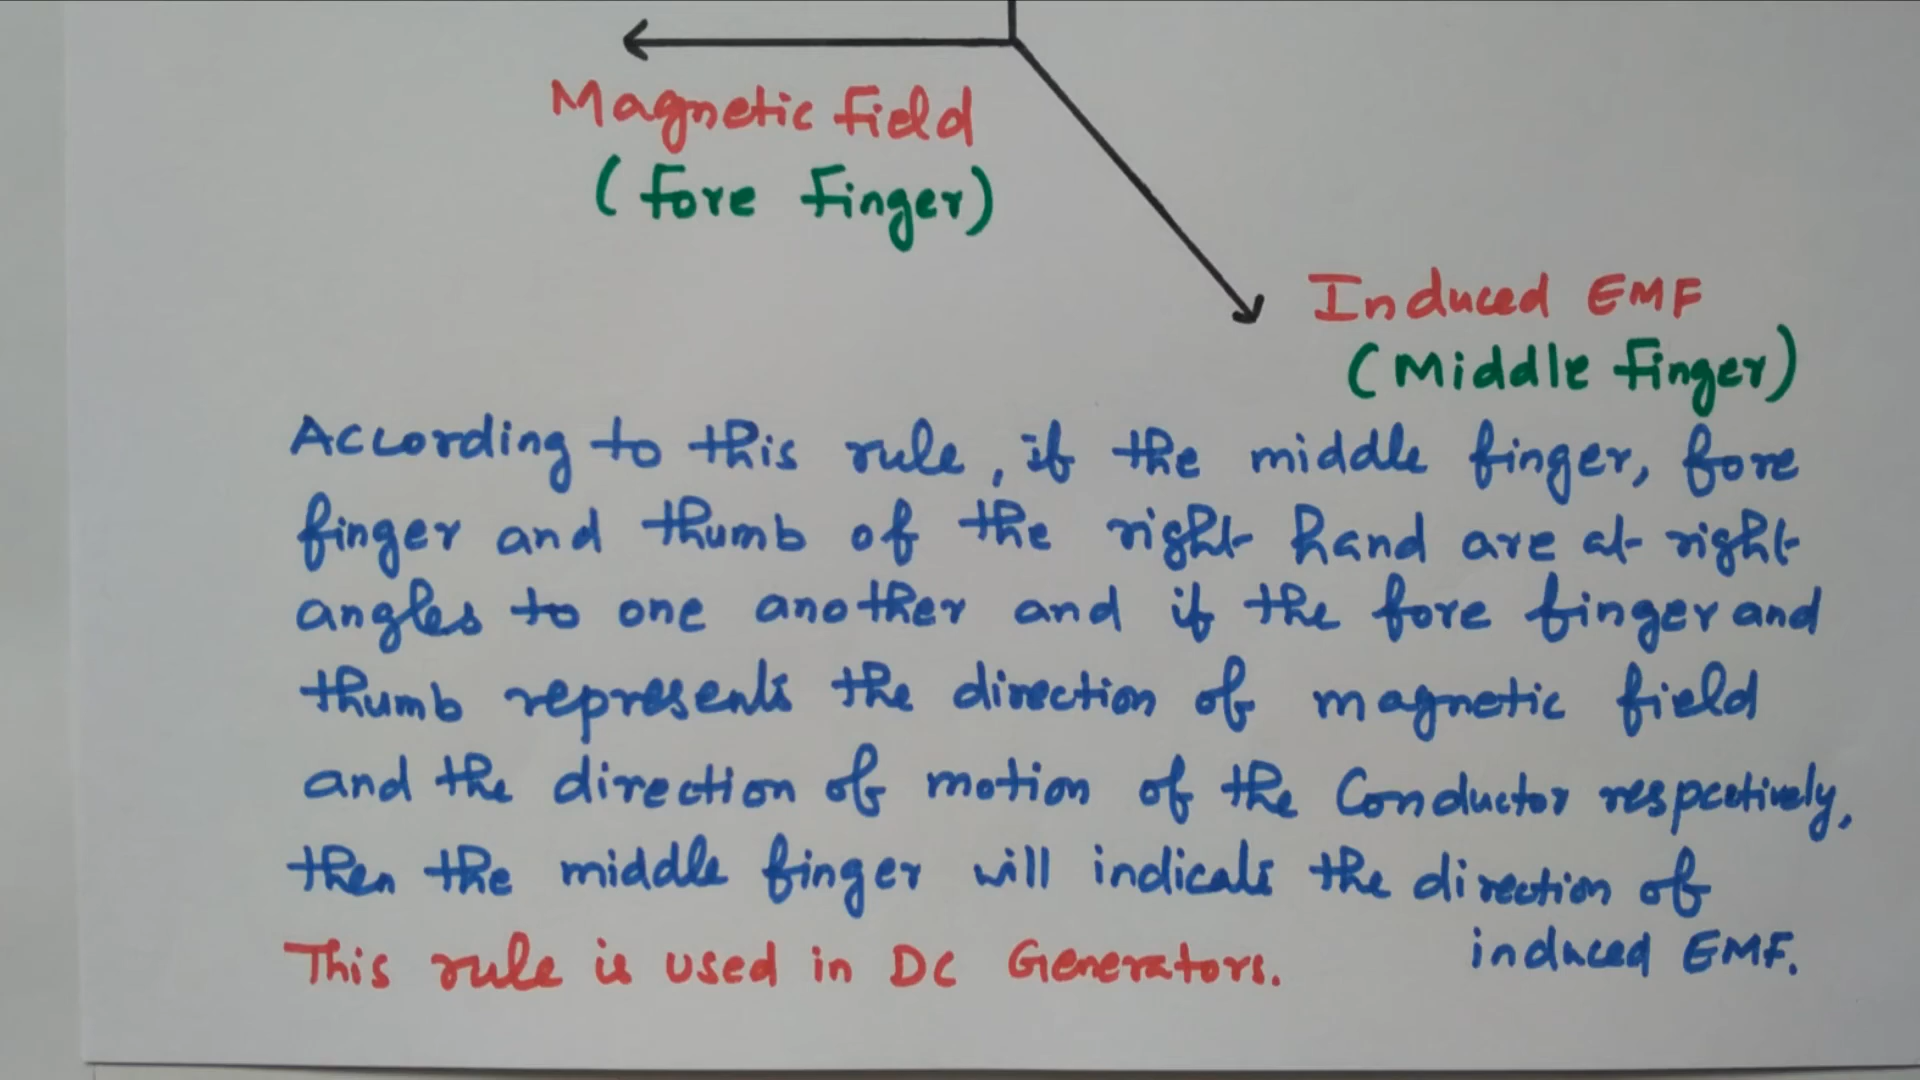 Magnetic Field
(Fore Finger)
Induced EMF
(Middle Finger)
According to this rule, if the middle finger, fore
finger and thumb of the right hand are at right
angles to one another and if the fore finger and
thumb represents the direction of magnetic field
and the direction of motion of the Conductor respectively,
then the middle finger will indicate the direction of
induced EMF.
This rule is used in DC Generators.